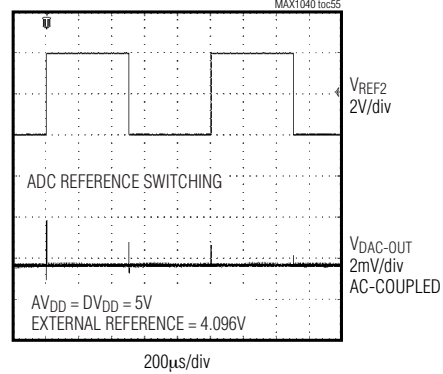 MAX1040 toc55
VREF2
2V/div
ADC REFERENCE SWITCHING
VDAC-OUT
2mV/div
AC-COUPLED
AVDD = DVDD = 5V
EXTERNAL REFERENCE = 4.096V
200μs/div